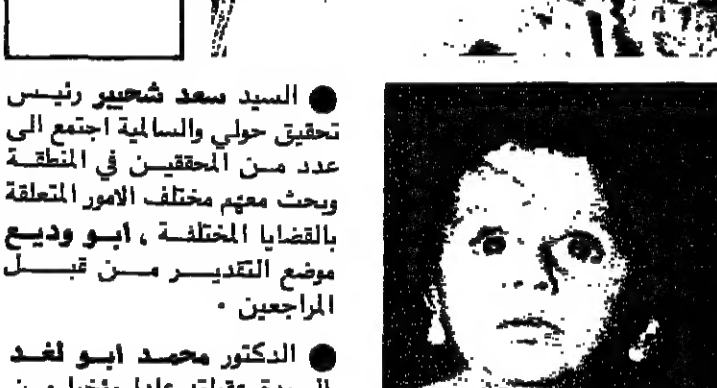 ● السيد سعد شحيبر رئيس
تحقيق حولي والسالمية اجتمع الى
عدد من المحققين في المنطقة
وبحث معهم مختلف الامور المتعلقة
بالقضايا المختلفة ، ابو وديع
موضع التقدير من قبل
المراجعين ٠
● الدكتور محمد ابو لغد